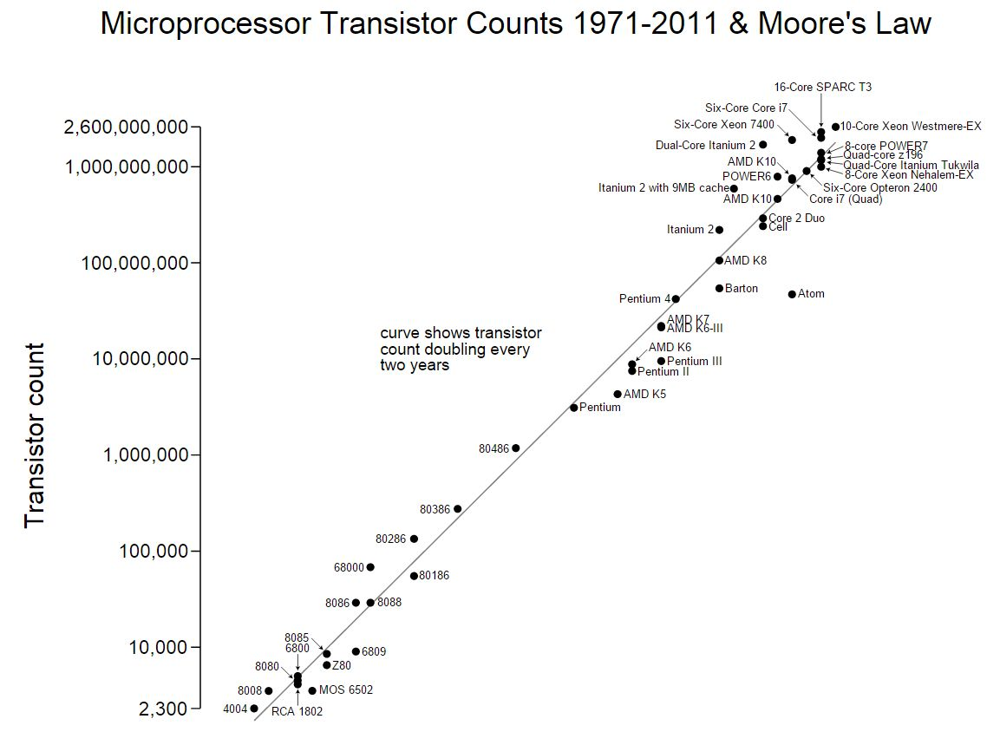 Microprocessor Transistor Counts 1971-2011 & Moore's Law
16-Core SPARC T3
Six-Core Core i7
Six-Core Xeon 7400
10-Core Xeon Westmere-EX
2,600,000,000
Dual-Core Itanium 2
8-core POWER7
Quad-core z196
AMD K10
Quad-Core Itanium Tukwila
1,000,000,000
8-Core Xeon Nehalem-EX
POWER6
Itanium 2 with 9MB cache
Six-Core Opteron 2400
AMD K10
Core i7 (Quad)
Core 2 Duo
Cell
Itanium 2
100,000,000
AMD K8
Barton
Atom
Pentium 4
AMD K7
AMD K6-III
curve shows transistor
count doubling every
two years
AMD K6
10,000,000
Pentium III
Pentium II
AMD K5
Pentium
Transistor count
80486
1,000,000
80386
80286
100,000
68000
80186
8086
8088
8085
6800
10,000
6809
8080
Z80
8008
MOS 6502
2,300
4004
RCA 1802